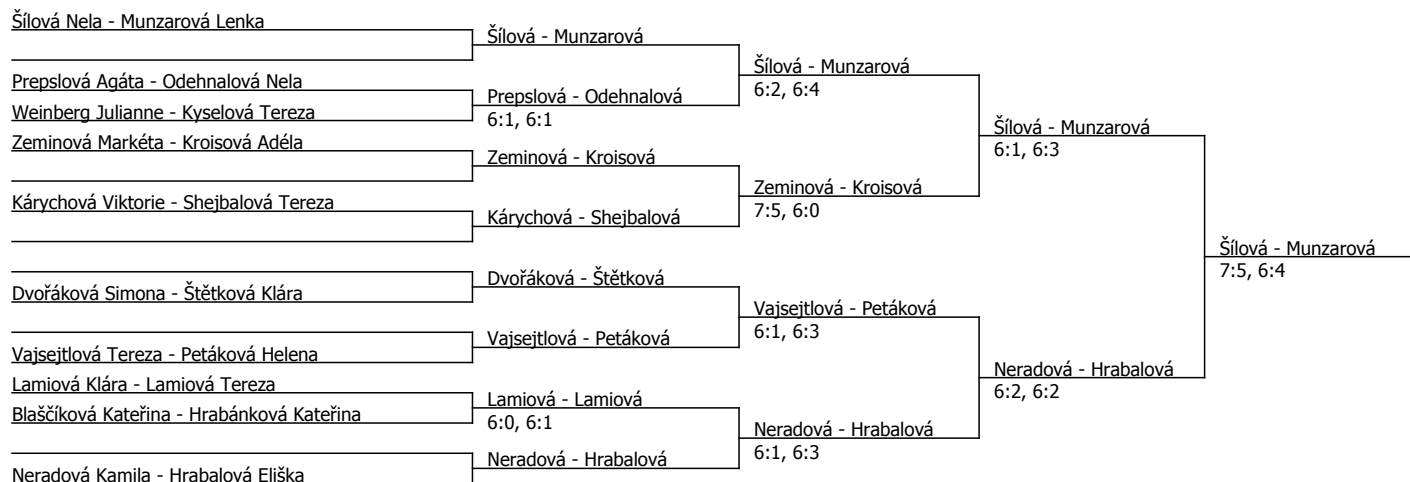 Šílová Nela - Munzarová Lenka
Prepslová Agáta - Odehnalová Nela
Weinberg Julianne - Kyselová Tereza
Zeminová Markéta - Kroisová Adéla
Kárychová Viktorie - Shejbalová Tereza
Dvořáková Simona - Štětková Klára
Vajsejtlová Tereza - Petáková Helena
Lamiová Klára - Lamiová Tereza
Blaščíková Kateřina - Hrabánková Kateřina
Neradová Kamila - Hrabalová Eliška
Šílová - Munzarová
Prepslová - Odehnalová
6:1, 6:1
Zeminová - Kroisová
Kárychová - Shejbalová
Dvořáková - Štětková
Vajsejtlová - Petáková
Lamiová - Lamiová
6:0, 6:1
Neradová - Hrabalová
Šílová - Munzarová
6:2, 6:4
Zeminová - Kroisová
7:5, 6:0
Vajsejtlová - Petáková
6:1, 6:3
Neradová - Hrabalová
6:1, 6:3
Šílová - Munzarová
6:1, 6:3
Neradová - Hrabalová
6:2, 6:2
Šílová - Munzarová
7:5, 6:4